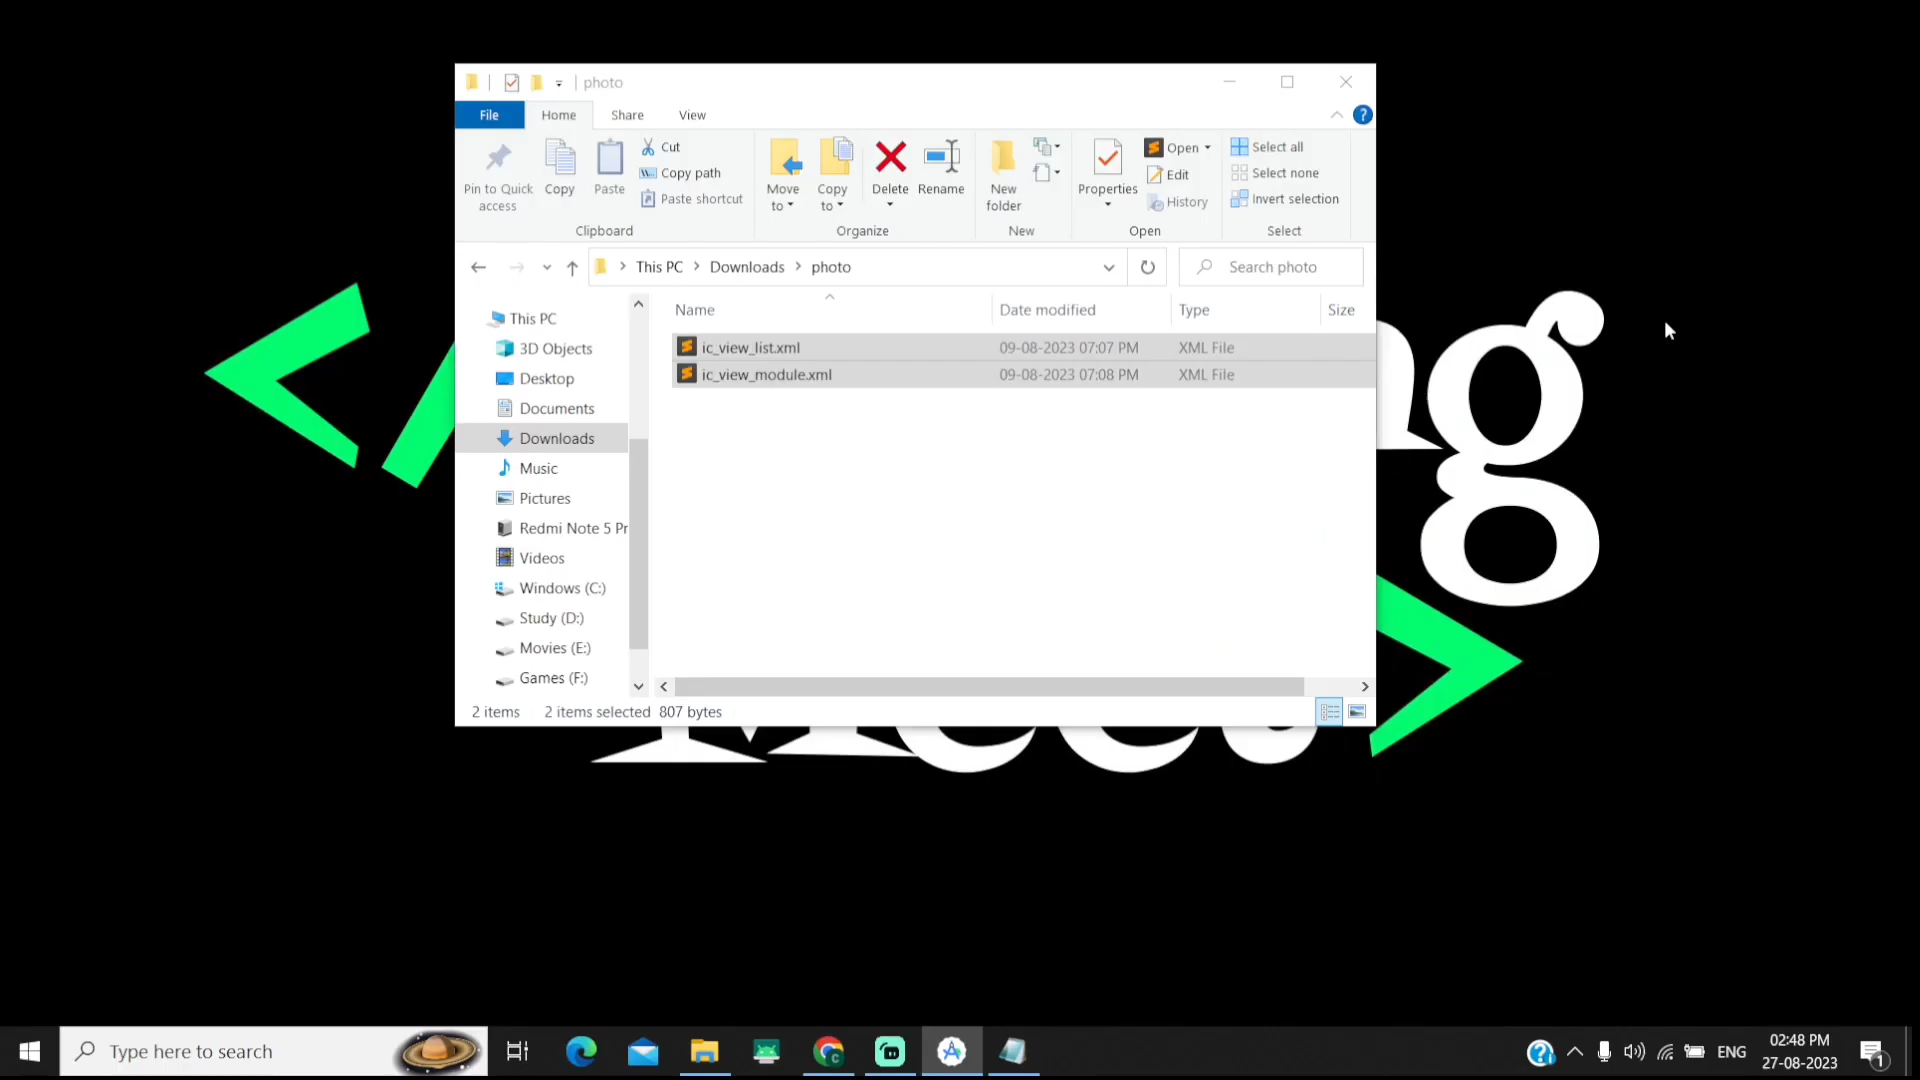 photo
File
Home
Share
View
Pin to Quick
access
Copy
Paste
Cut
Copy path
Paste shortcut
Clipboard
Move
to
Copy
to
Delete
Rename
Organize
New
folder
New
Properties
Open
Edit
History
Open
Select all
Select none
Invert selection
Select
This PC > Downloads > photo
Search photo
This PC
3D Objects
Desktop
Documents
Downloads
Music
Pictures
Redmi Note 5 Pr
Videos
Windows (C:)
Study (D:)
Movies (E:)
Games (F:)
Name Date modified Type Size
ic_view_list.xml 09-08-2023 07:07 PM XML File
ic_view_module.xml 09-08-2023 07:08 PM XML File
2 items 2 items selected 807 bytes
Type here to search
ENG
02:48 PM
27-08-2023
1